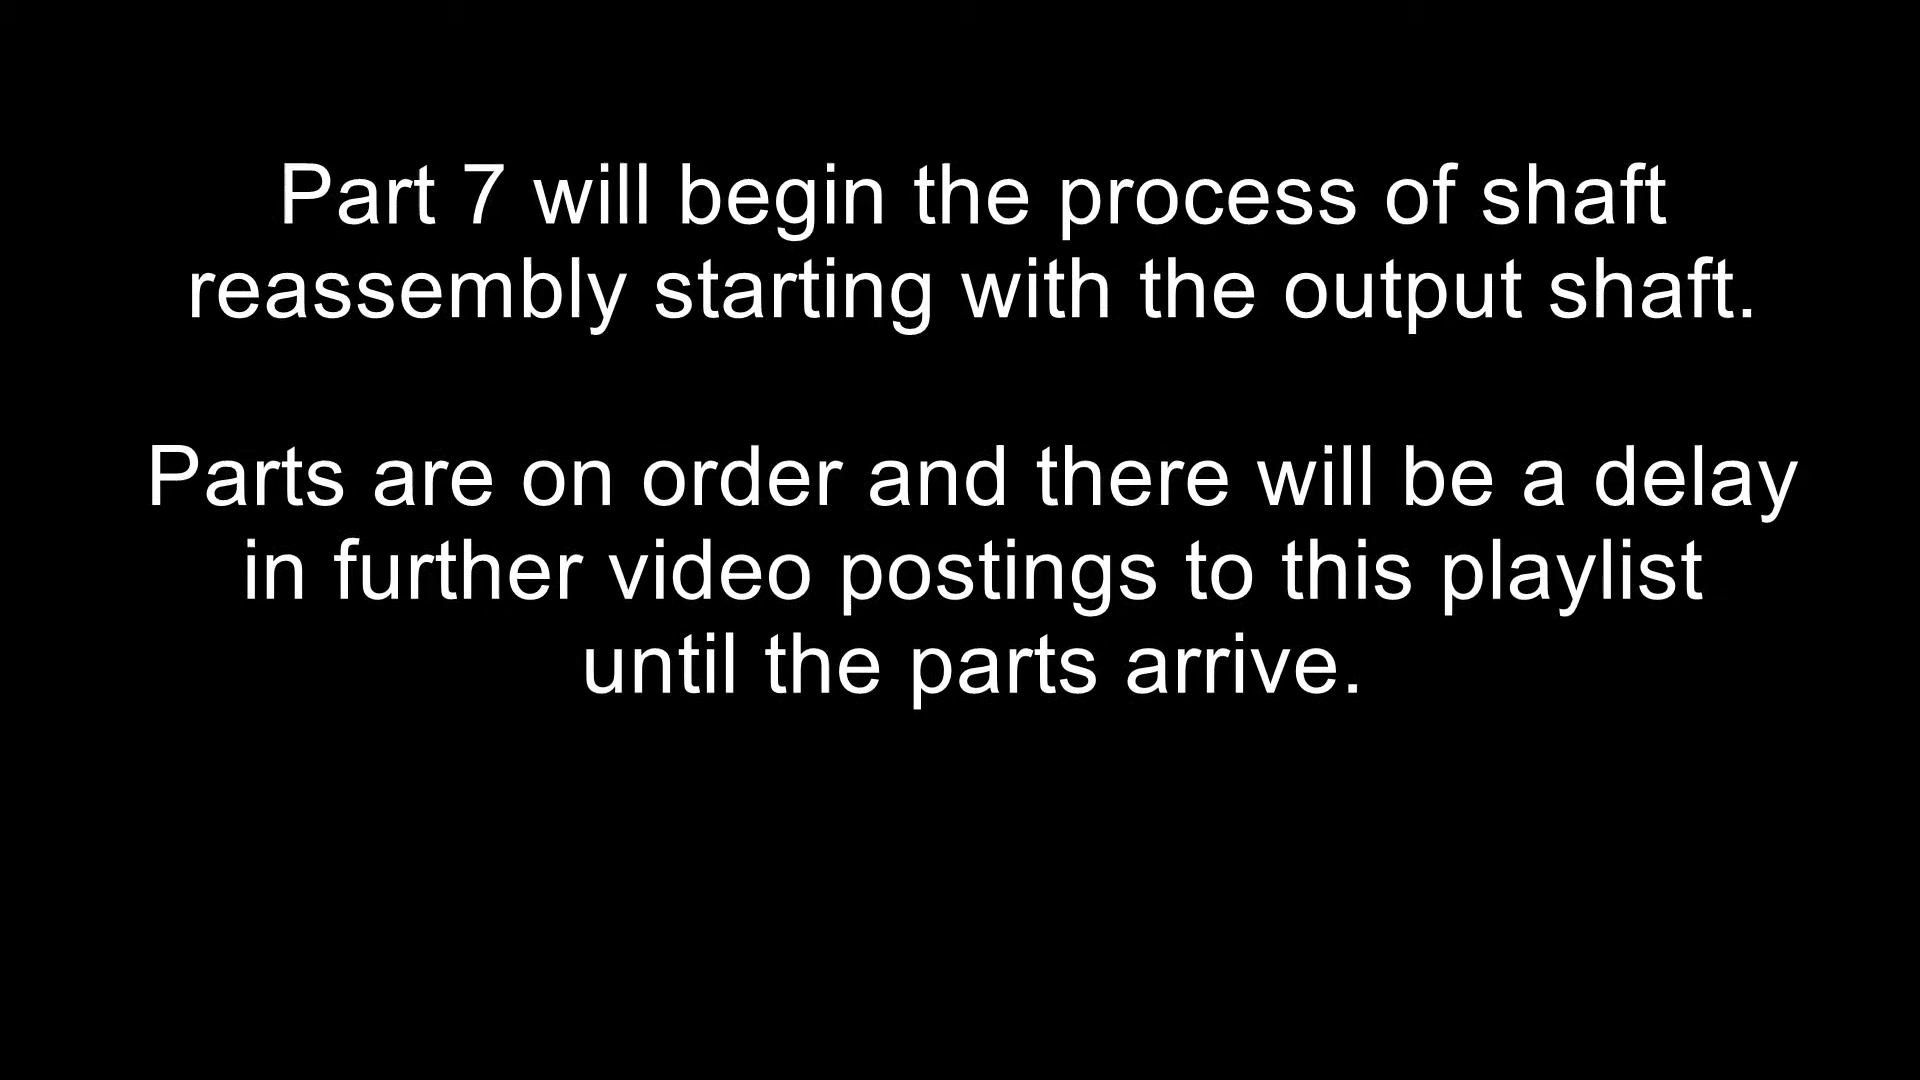 Part 7 will begin the process of shaft
reassembly starting with the output shaft.
Parts are on order and there will be a delay
in further video postings to this playlist
until the parts arrive.